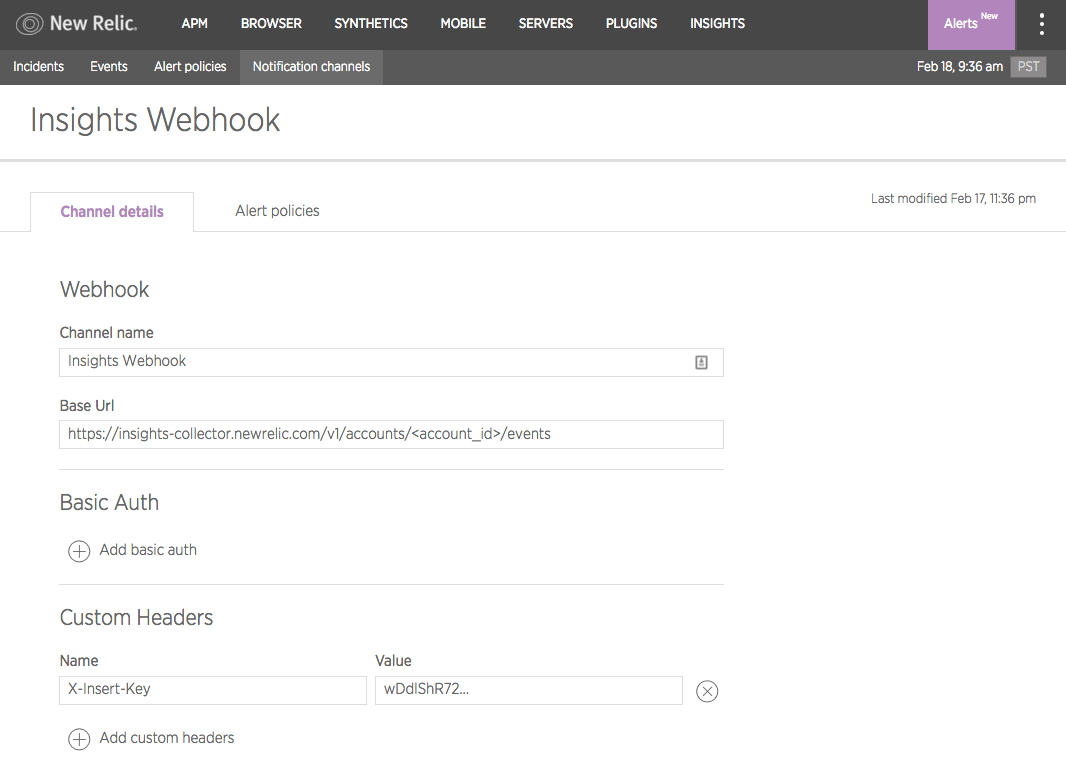 New Relic.
APM BROWSER SYNTHETICS MOBILE SERVERS PLUGINS INSIGHTS Alerts New
Incidents Events Alert policies Notification channels Feb 18, 9:36 am PST
Insights Webhook
Channel details Alert policies Last modified Feb 17, 11:36 pm
Webhook
Channel name
Insights Webhook
Base Url
https://insights-collector.newrelic.com/v1/accounts/<account_id>/events
Basic Auth
Add basic auth
Custom Headers
Name Value
X-Insert-Key wDdlShR72...
Add custom headers